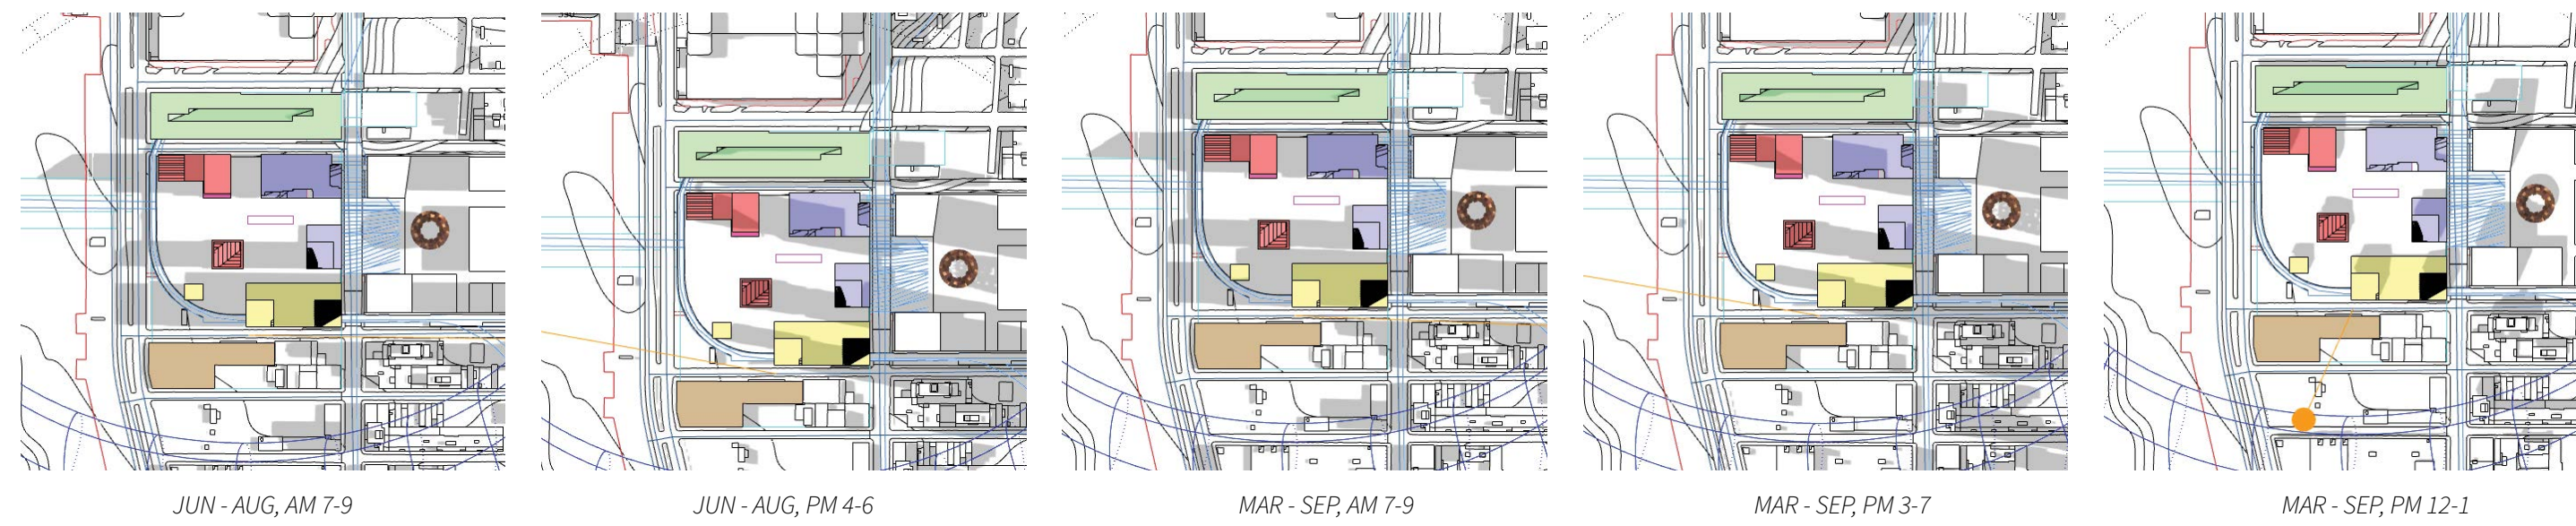 JUN - AUG, AM 7-9
JUN - AUG, PM 4-6
MAR - SEP, AM 7-9
MAR - SEP, PM 3-7
MAR - SEP, PM 12-1